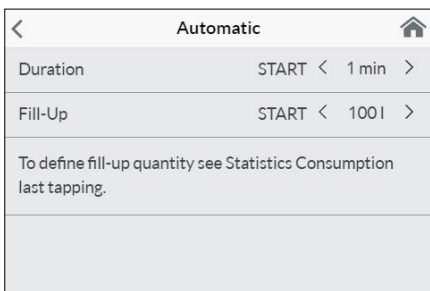 Automatic
Duration START < 1 min >
Fill-Up START < 100 l >
To define fill-up quantity see Statistics Consumption
last tapping.